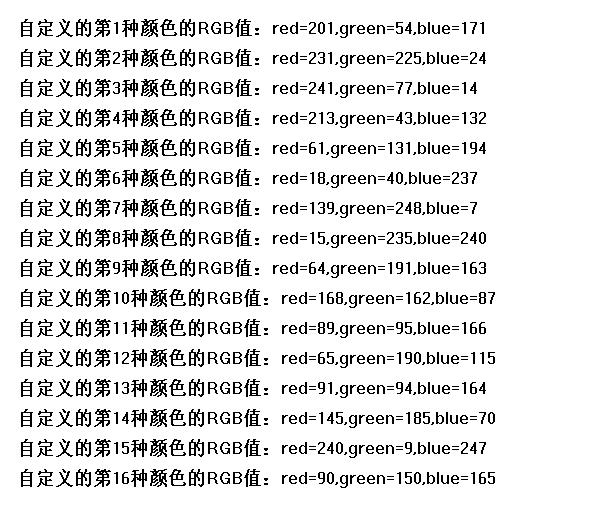 自定义的第1种颜色的RGB值：red=201,green=54,blue=171
自定义的第2种颜色的RGB值：red=231,green=225,blue=24
自定义的第3种颜色的RGB值：red=241,green=77,blue=14
自定义的第4种颜色的RGB值：red=213,green=43,blue=132
自定义的第5种颜色的RGB值：red=61,green=131,blue=194
自定义的第6种颜色的RGB值：red=18,green=40,blue=237
自定义的第7种颜色的RGB值：red=139,green=248,blue=7
自定义的第8种颜色的RGB值：red=15,green=235,blue=240
自定义的第9种颜色的RGB值：red=64,green=191,blue=163
自定义的第10种颜色的RGB值：red=168,green=162,blue=87
自定义的第11种颜色的RGB值：red=89,green=95,blue=166
自定义的第12种颜色的RGB值：red=65,green=190,blue=115
自定义的第13种颜色的RGB值：red=91,green=94,blue=164
自定义的第14种颜色的RGB值：red=145,green=185,blue=70
自定义的第15种颜色的RGB值：red=240,green=9,blue=247
自定义的第16种颜色的RGB值：red=90,green=150,blue=165